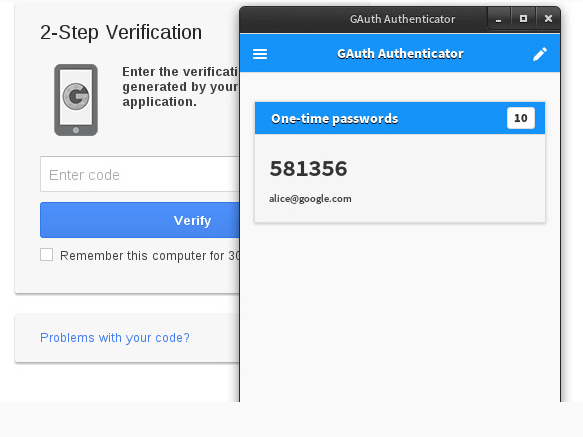 2-Step Verification
Enter the
generated by your
application.
Enter code
Verify
Remember this computer for 30
Problems with your code?
GAuth Authenticator
GAuth Authenticator
One-time passwords 10
581356
alice@google.com